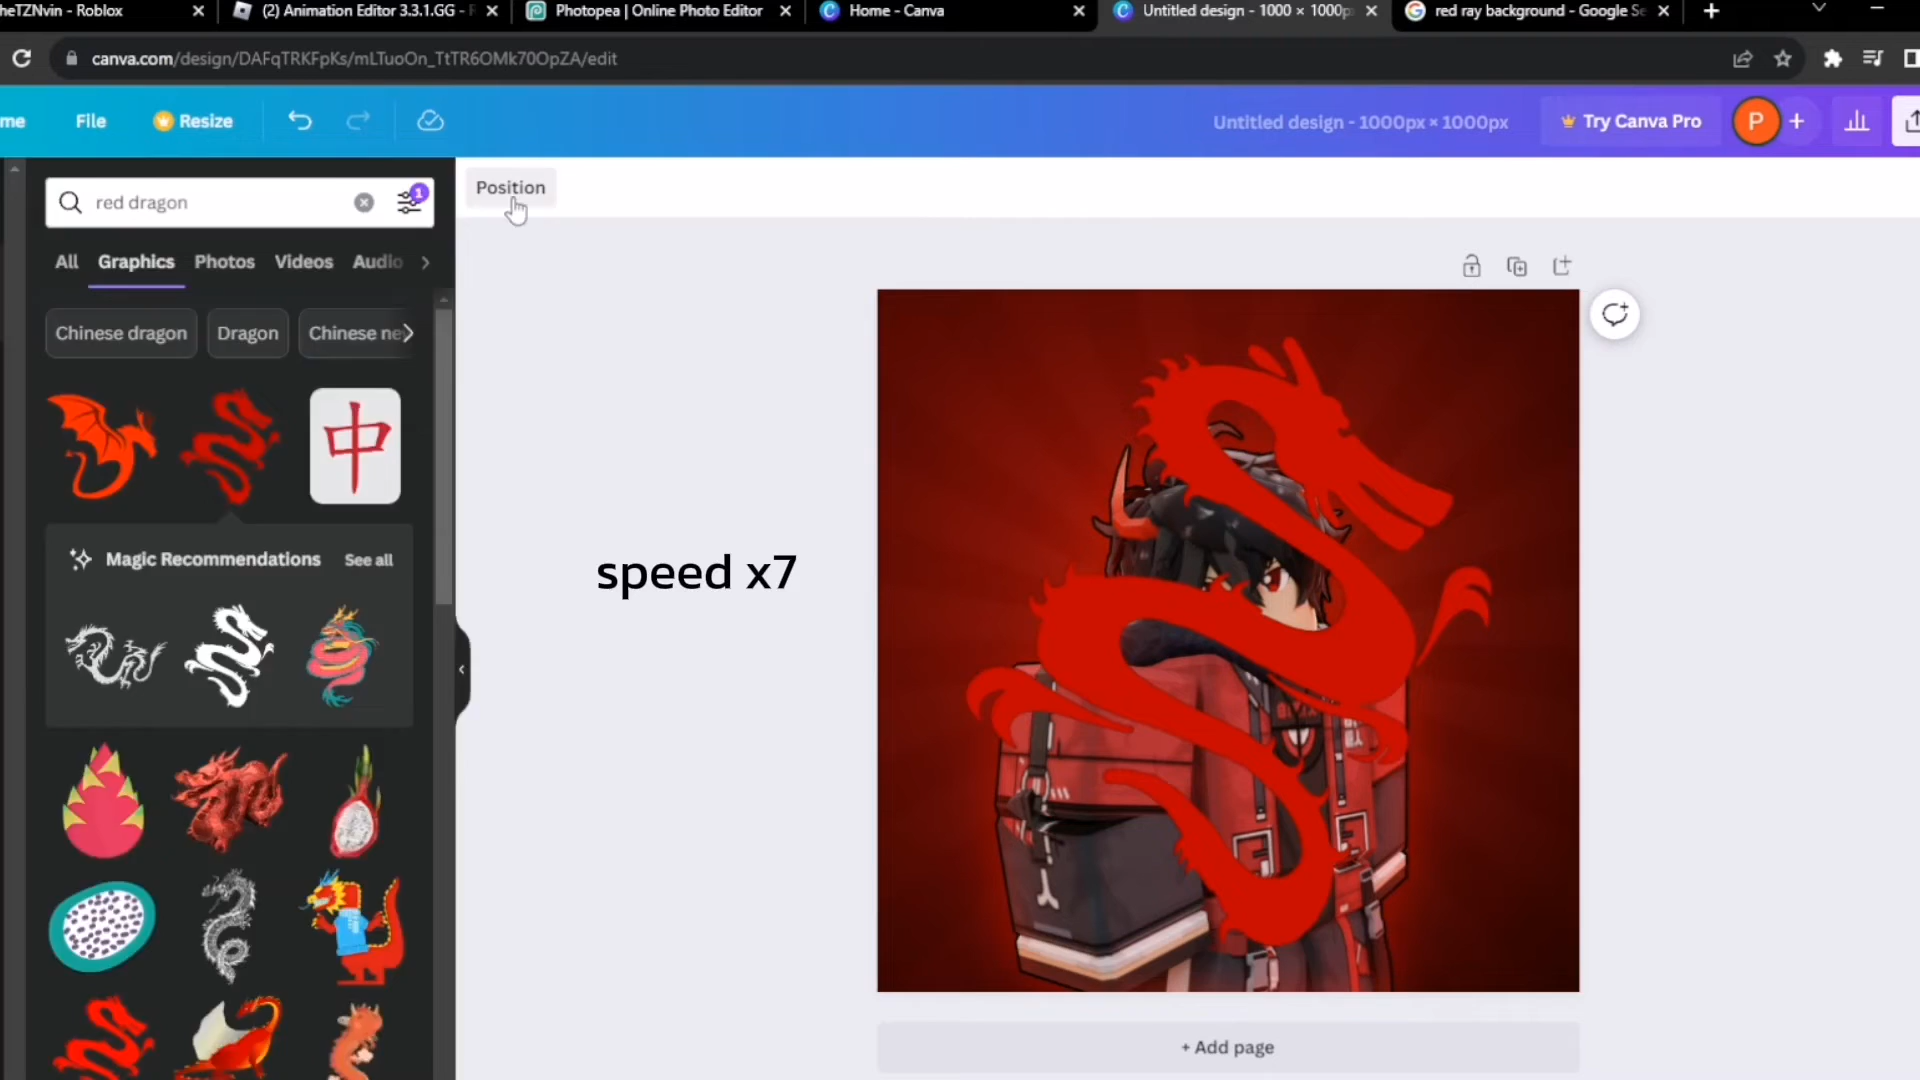 heTZNvin - Roblox
(2) Animation Editor 3.3.1.GG -
Photopea | Online Photo Editor
Home - Canva
Untitled design - 1000 × 1000p
red ray background - Google Se
canva.com/design/DAFqTRKFpKs/mLTuoOn_TtTR6OMk70OpZA/edit
me
File
Resize
Untitled design - 1000px × 1000px
Try Canva Pro
P
red dragon
1
Position
All
Graphics
Photos
Videos
Audio
Chinese dragon
Dragon
Chinese ne
中
Magic Recommendations
See all
speed x7
+ Add page